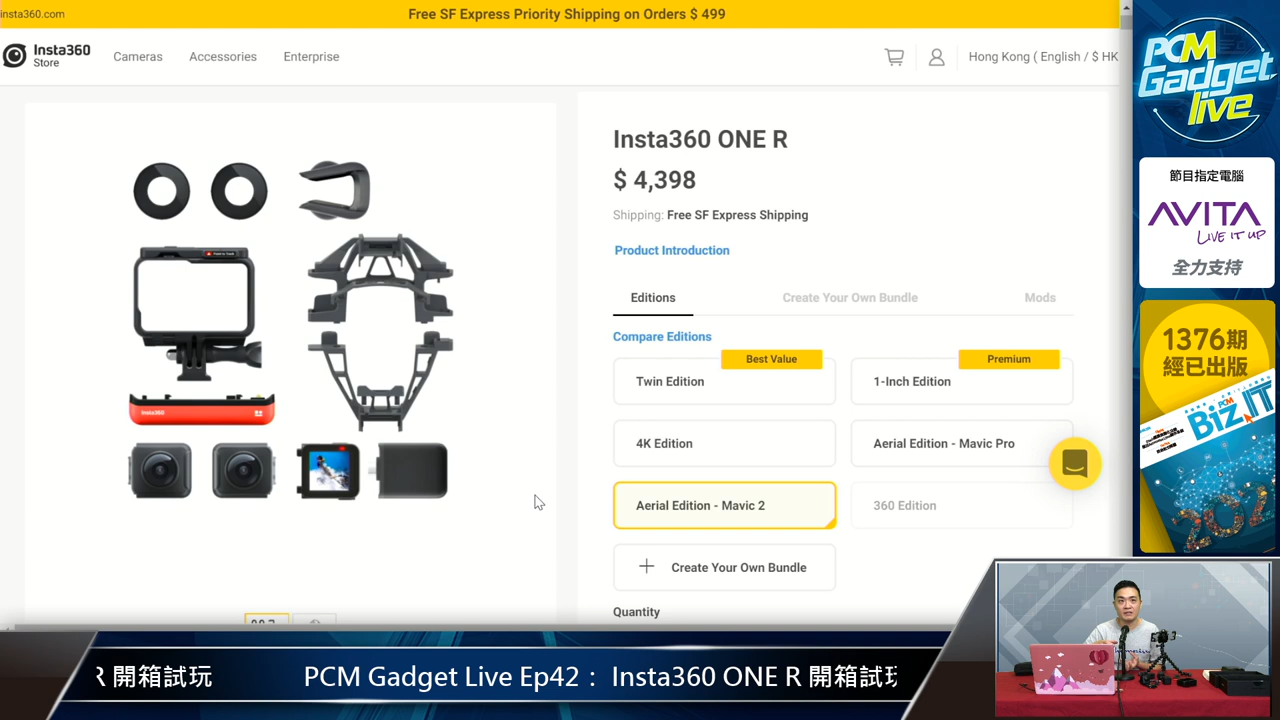 insta360.com
Free SF Express Priority Shipping on Orders $ 499
Insta360
Store
Cameras
Accessories
Enterprise
Hong Kong ( English / $ HK
Insta360 ONE R
$ 4,398
Shipping: Free SF Express Shipping
Product Introduction
Editions
Create Your Own Bundle
Mods
Compare Editions
Best Value
Twin Edition
Premium
1-Inch Edition
4K Edition
Aerial Edition - Mavic Pro
Aerial Edition - Mavic 2
360 Edition
Create Your Own Bundle
Quantity
Insta360
PCM
Gadget
live
節目指定電腦
AVITA
LIVE IT UP
全力支持
1376期
經已出版
PCM
Biz.IT
202
R 開箱試玩
PCM Gadget Live Ep42： Insta360 ONE R 開箱試玩